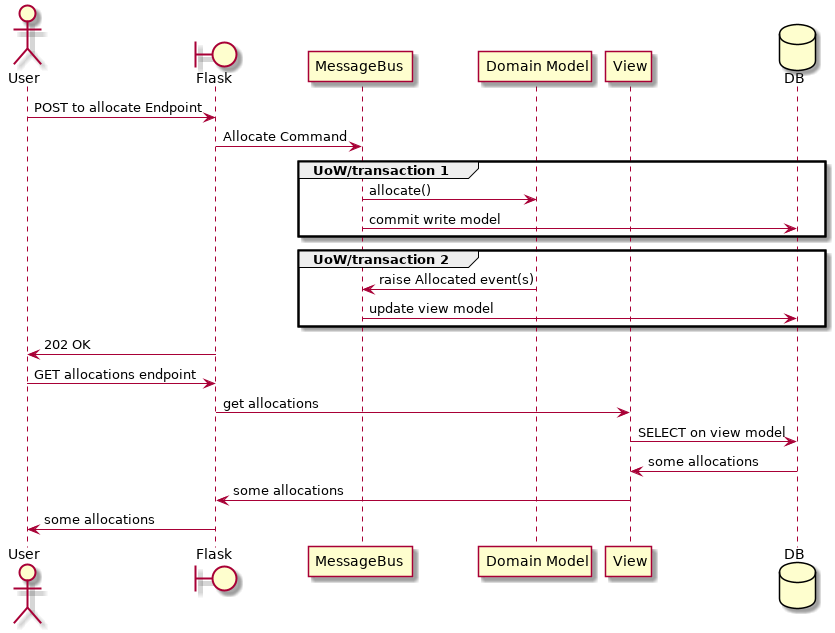 User
Flask
MessageBus
Domain Model
View
DB
POST to allocate Endpoint
Allocate Command
UoW/transaction 1
allocate()
commit write model
UoW/transaction 2
raise Allocated event(s)
update view model
202 OK
GET allocations endpoint
get allocations
SELECT on view model
some allocations
some allocations
some allocations
User
Flask
MessageBus
Domain Model
View
DB